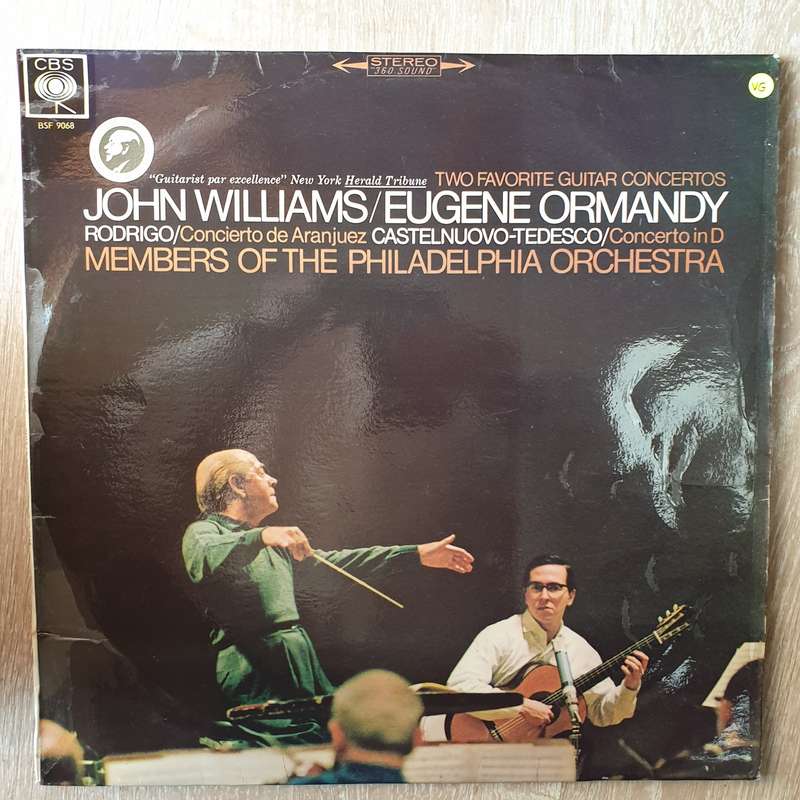 CBS
BSF 9068
STEREO
"360 SOUND"
VG
"Guitarist par excellence" New York Herald Tribune TWO FAVORITE GUITAR CONCERTOS
JOHN WILLIAMS/EUGENE ORMANDY
RODRIGO/Concierto de Aranjuez CASTELNUOVO-TEDESCO/Concerto in D
MEMBERS OF THE PHILADELPHIA ORCHESTRA